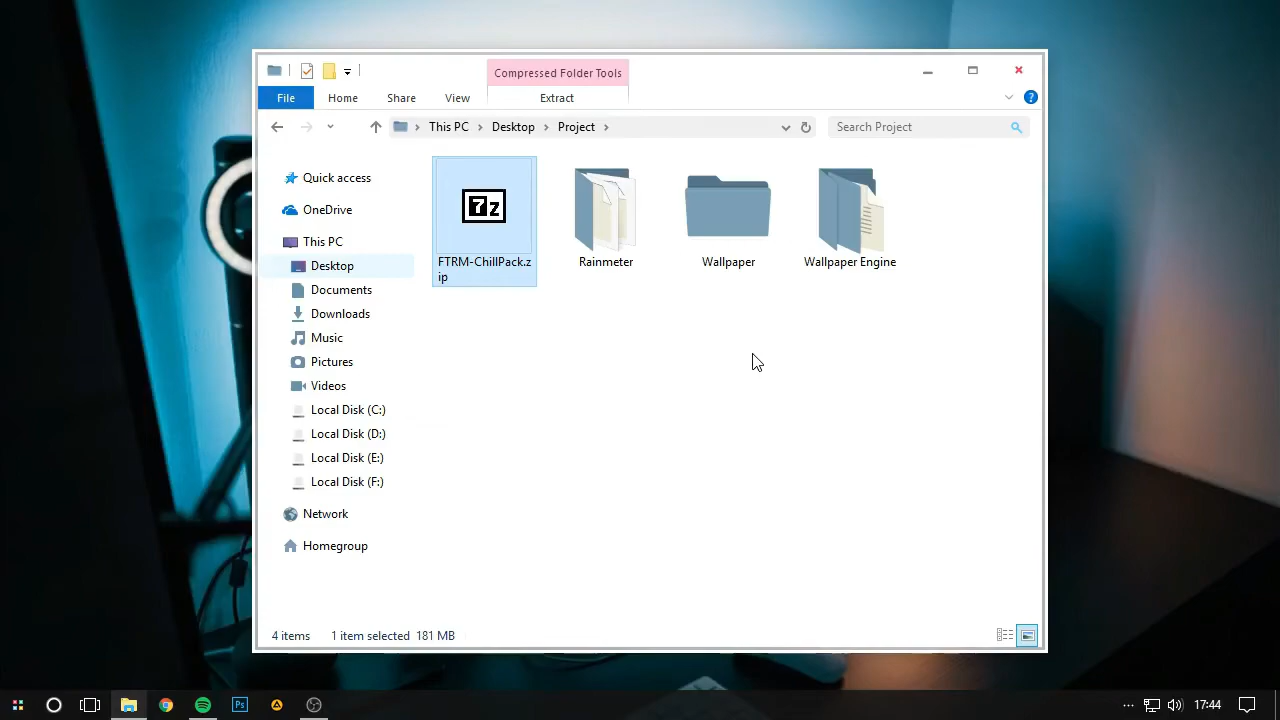 Compressed Folder Tools
File Home Share View Extract
?
This PC Desktop Project
Search Project
Quick access
OneDrive
This PC
Desktop
Documents
Downloads
Music
Pictures
Videos
Local Disk (C:)
Local Disk (D:)
Local Disk (E:)
Local Disk (F:)
Network
Homegroup
7z
FTRM-ChillPack.z
ip
Rainmeter
Wallpaper
Wallpaper Engine
4 items 1 item selected 181 MB
Ps
17:44